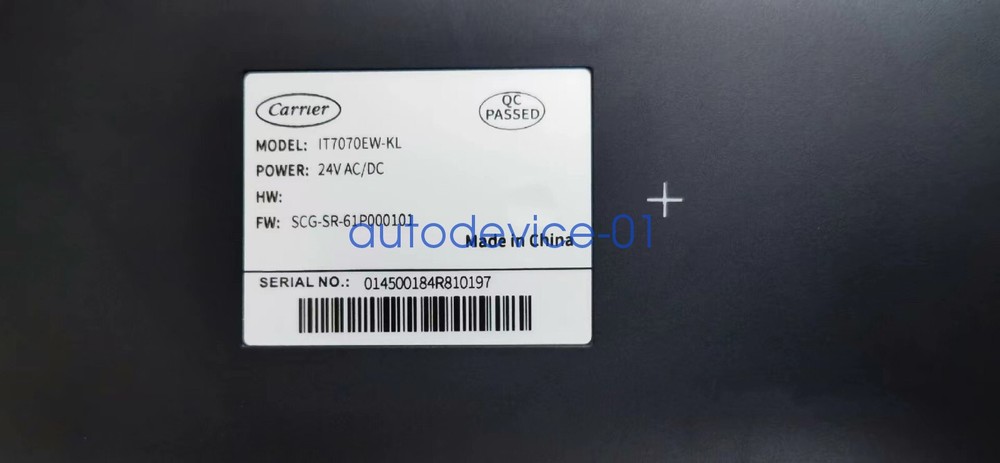 Carrier
QC
PASSED
MODEL: IT7070EW-KL
POWER: 24V AC/DC
HW:
FW: SCG-SR-61P000101
autodevice-01
Made in China
SERIAL NO.: 014500184R810197